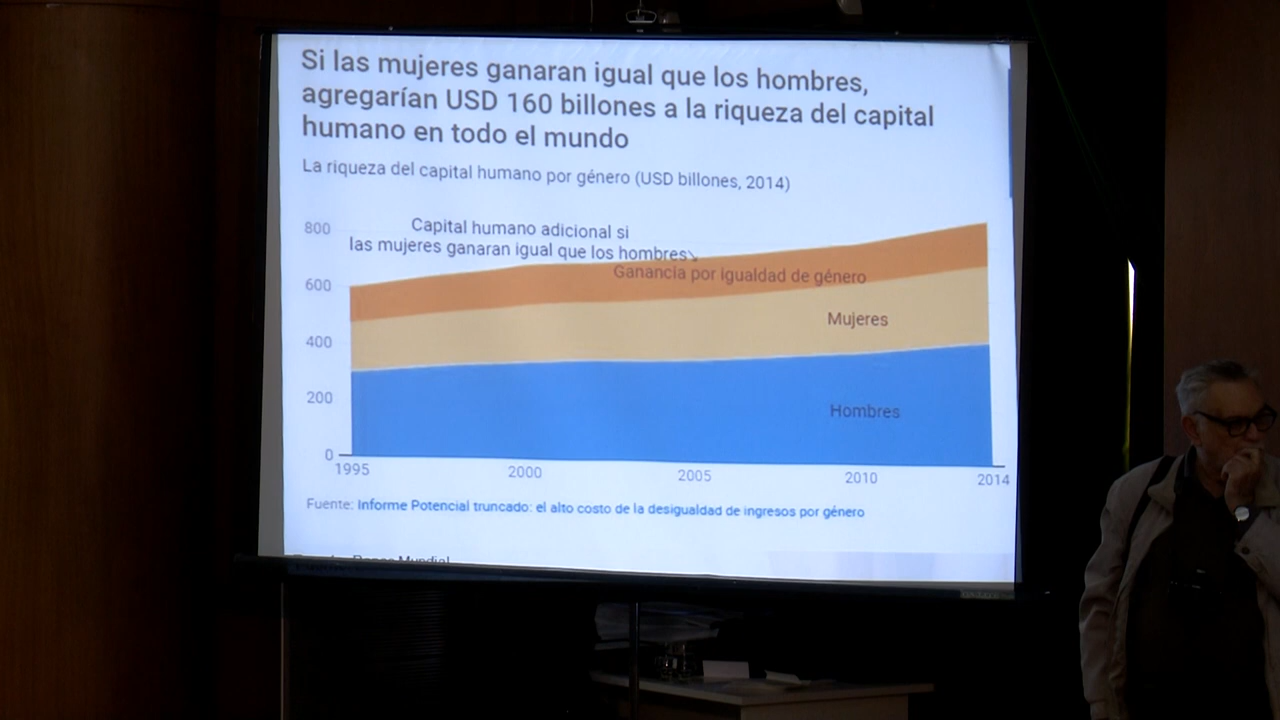 Si las mujeres ganaran igual que los hombres,
agregarían USD 160 billones a la riqueza del capital
humano en todo el mundo
La riqueza del capital humano por género (USD billones, 2014)
800
Capital humano adicional si
las mujeres ganaran igual que los hombres
Ganancia por igualdad de género
600
Mujeres
400
200
Hombres
0
1995 2000 2005 2010 2014
Fuente: Informe Potencial truncado: el alto costo de la desigualdad de ingresos por género
Banco Mundial